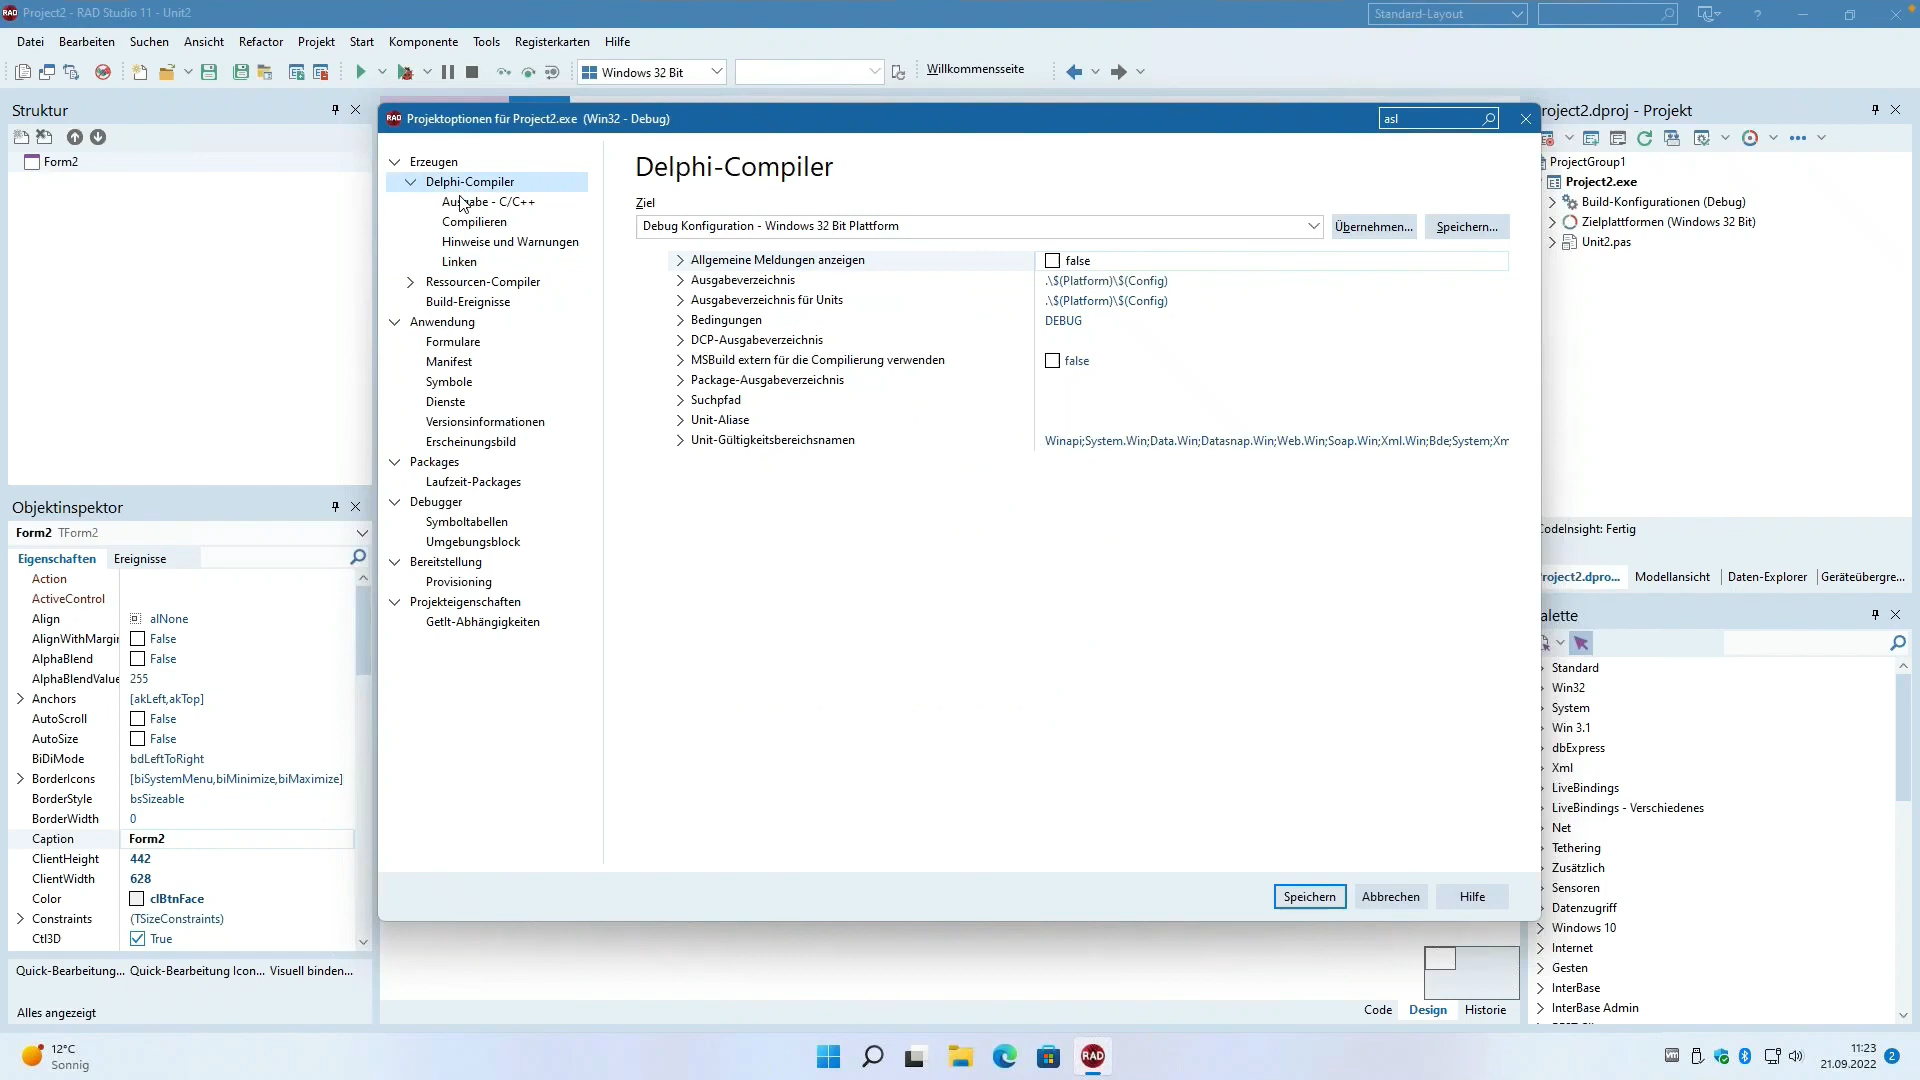 RAD Project2 - RAD Studio 11 - Unit2
Standard-Layout
?
Datei Bearbeiten Suchen Ansicht Refactor Projekt Start Komponente Tools Registerkarten Hilfe
Windows 32 Bit
Willkommensseite
Struktur
Form2
Objektinspektor
Form2 TForm2
Eigenschaften Ereignisse
Action
ActiveControl
Align alNone
AlignWithMargi False
AlphaBlend False
AlphaBlendValue 255
Anchors [akLeft,akTop]
AutoScroll False
AutoSize False
BiDiMode bdLeftToRight
BorderIcons [biSystemMenu,biMinimize,biMaximize]
BorderStyle bsSizeable
BorderWidth 0
Caption Form2
ClientHeight 442
ClientWidth 628
Color clBtnFace
Constraints (TSizeConstraints)
Ctl3D True
Quick-Bearbeitung... Quick-Bearbeitung Icon... Visuell binden...
Alles angezeigt
RAD Projektoptionen für Project2.exe (Win32 - Debug)
asl
Erzeugen
Delphi-Compiler
Ausgabe - C/C++
Compilieren
Hinweise und Warnungen
Linken
Ressourcen-Compiler
Build-Ereignisse
Anwendung
Formulare
Manifest
Symbole
Dienste
Versionsinformationen
Erscheinungsbild
Packages
Laufzeit-Packages
Debugger
Symboltabellen
Umgebungsblock
Bereitstellung
Provisioning
Projekteigenschaften
GetIt-Abhängigkeiten
Delphi-Compiler
Ziel
Debug Konfiguration - Windows 32 Bit Plattform
Übernehmen...
Speichern...
Allgemeine Meldungen anzeigen false
Ausgabeverzeichnis .\$(Platform)\$(Config)
Ausgabeverzeichnis für Units .\$(Platform)\$(Config)
Bedingungen DEBUG
DCP-Ausgabeverzeichnis
MSBuild extern für die Compilierung verwenden false
Package-Ausgabeverzeichnis
Suchpfad
Unit-Aliase
Unit-Gültigkeitsbereichsnamen Winapi;System.Win;Data.Win;Datasnap.Win;Web.Win;Soap.Win;Xml.Win;Bde;System;Xm
Speichern Abbrechen Hilfe
Code Design Historie
roject2.dproj - Projekt
ProjectGroup1
Project2.exe
Build-Konfigurationen (Debug)
Zielplattformen (Windows 32 Bit)
Unit2.pas
CodeInsight: Fertig
roject2.dpro... Modellansicht Daten-Explorer Geräteübergre...
alette
Standard
Win32
System
Win 3.1
dbExpress
Xml
LiveBindings
LiveBindings - Verschiedenes
Net
Tethering
Zusätzlich
Sensoren
Datenzugriff
Windows 10
Internet
Gesten
InterBase
InterBase Admin
12°C
Sonnig
RAD
11:23
21.09.2022
2